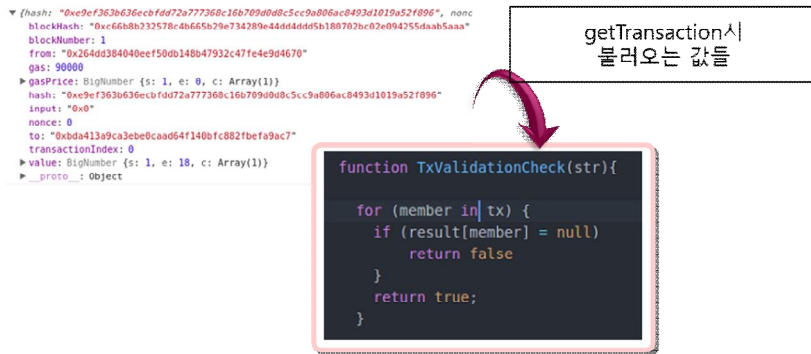 ▼{hash: "0xe9ef363b636ecbfdd72a777368c16b709d0d8c5cc9a806ac8493d1019a52f896", nonc
blockHash: "0xc66b8b232578c4b665b29e734289e44dd4ddd5b180702bc02e094255daab5aaa"
blockNumber: 1
from: "0x264dd384040eef50db148b47932c47fe4e9d4670"
gas: 90000
▶gasPrice: BigNumber {s: 1, e: 0, c: Array(1)}
hash: "0xe9ef363b636ecbfdd72a777368c16b709d0d8c5cc9a806ac8493d1019a52f896"
input: "0x0"
nonce: 0
to: "0xbda413a9ca3ebe0caad64f140bfc882fbefa9ac7"
transactionIndex: 0
▶value: BigNumber {s: 1, e: 18, c: Array(1)}
▶__proto__: Object
getTransaction시
불러오는 값들
function TxValidationCheck(str){
for (member in tx) {
if (result[member] = null)
return false
}
return true;
}